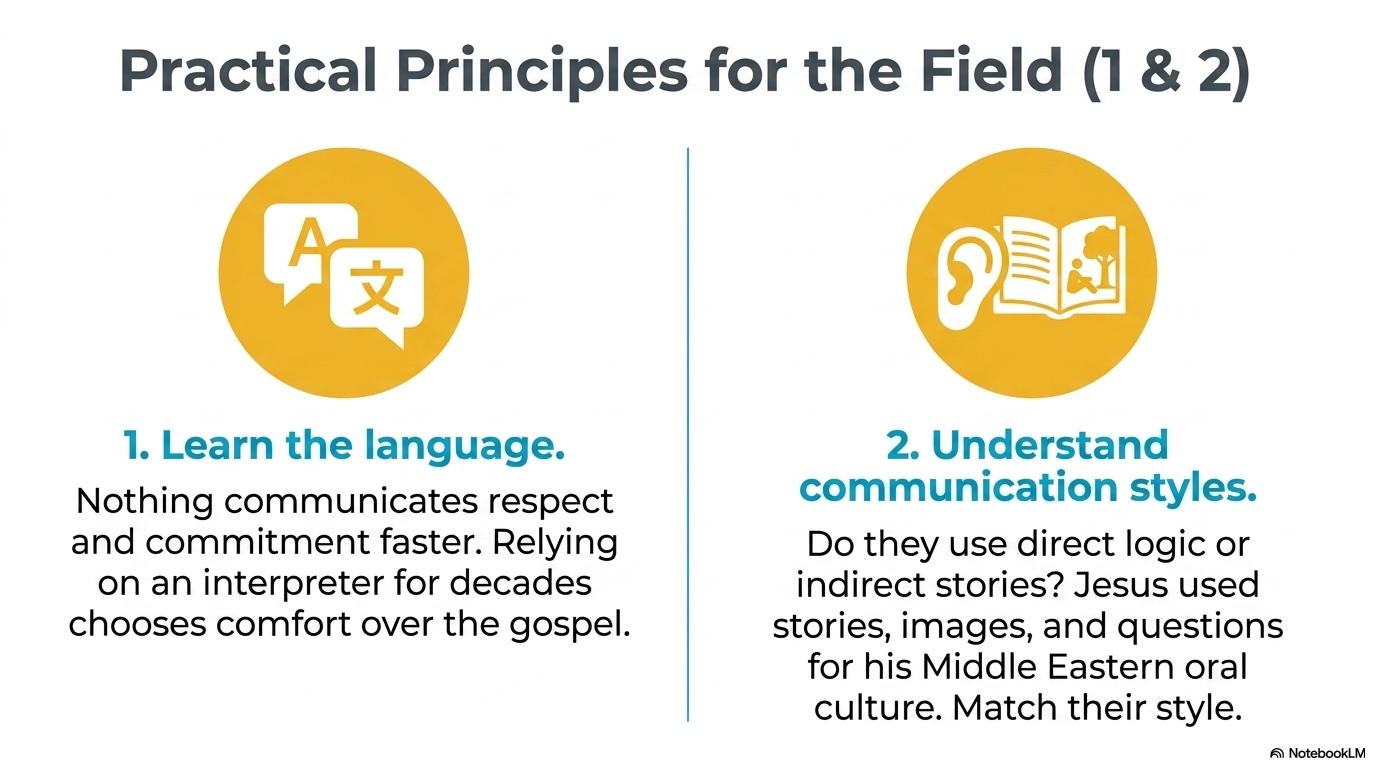 Practical Principles for the Field (1 & 2)
A
文
1. Learn the language.
Nothing communicates respect
and commitment faster. Relying
on an interpreter for decades
chooses comfort over the gospel.
2. Understand
communication styles.
Do they use direct logic or
indirect stories? Jesus used
stories, images, and questions
for his Middle Eastern oral
culture. Match their style.
NotebookLM